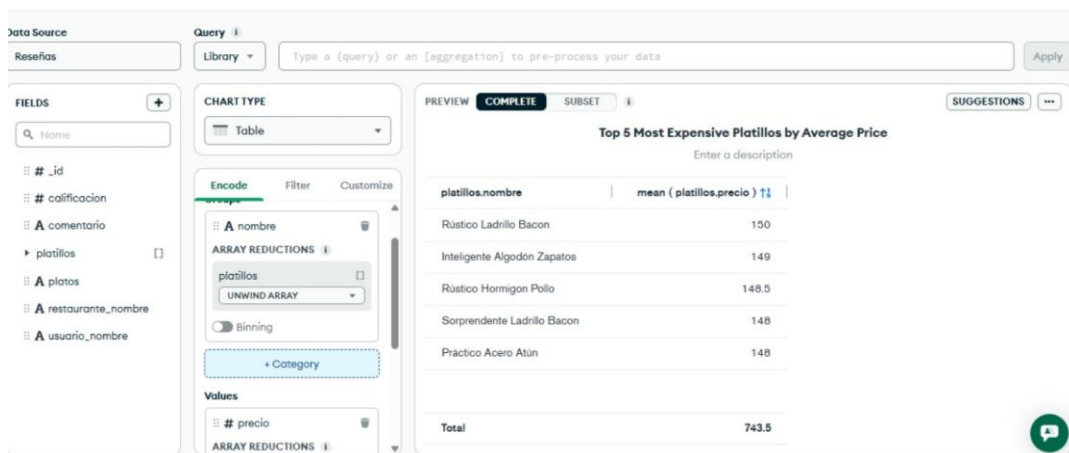 Data Source
Query i
Reseñas
Library
Type a {query} or an [aggregation] to pre-process your data
Apply
FIELDS
+
Name
# _id
# calificacion
A comentario
platillos []
A platos
A restaurante_nombre
A usuario_nombre
CHART TYPE
Table
Encode Filter Customize
Groups
A nombre
ARRAY REDUCTIONS i
platillos []
UNWIND ARRAY
Binning
+ Category
Values
# precio
ARRAY REDUCTIONS i
PREVIEW COMPLETE SUBSET i
SUGGESTIONS ...
Top 5 Most Expensive Platillos by Average Price
Enter a description
platillos.nombre mean ( platillos.precio )
Rústico Ladrillo Bacon 150
Inteligente Algodón Zapatos 149
Rústico Hormigon Pollo 148.5
Sorprendente Ladrillo Bacon 148
Práctico Acero Atún 148
Total 743.5